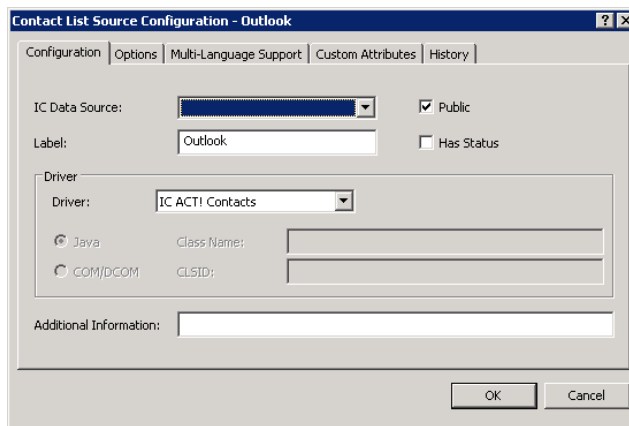 Contact List Source Configuration - Outlook
Configuration Options Multi-Language Support Custom Attributes History
IC Data Source: Public
Label: Outlook Has Status
Driver
Driver: IC ACT! Contacts
Java Class Name:
COM/DCOM CLSID:
Additional Information:
OK Cancel